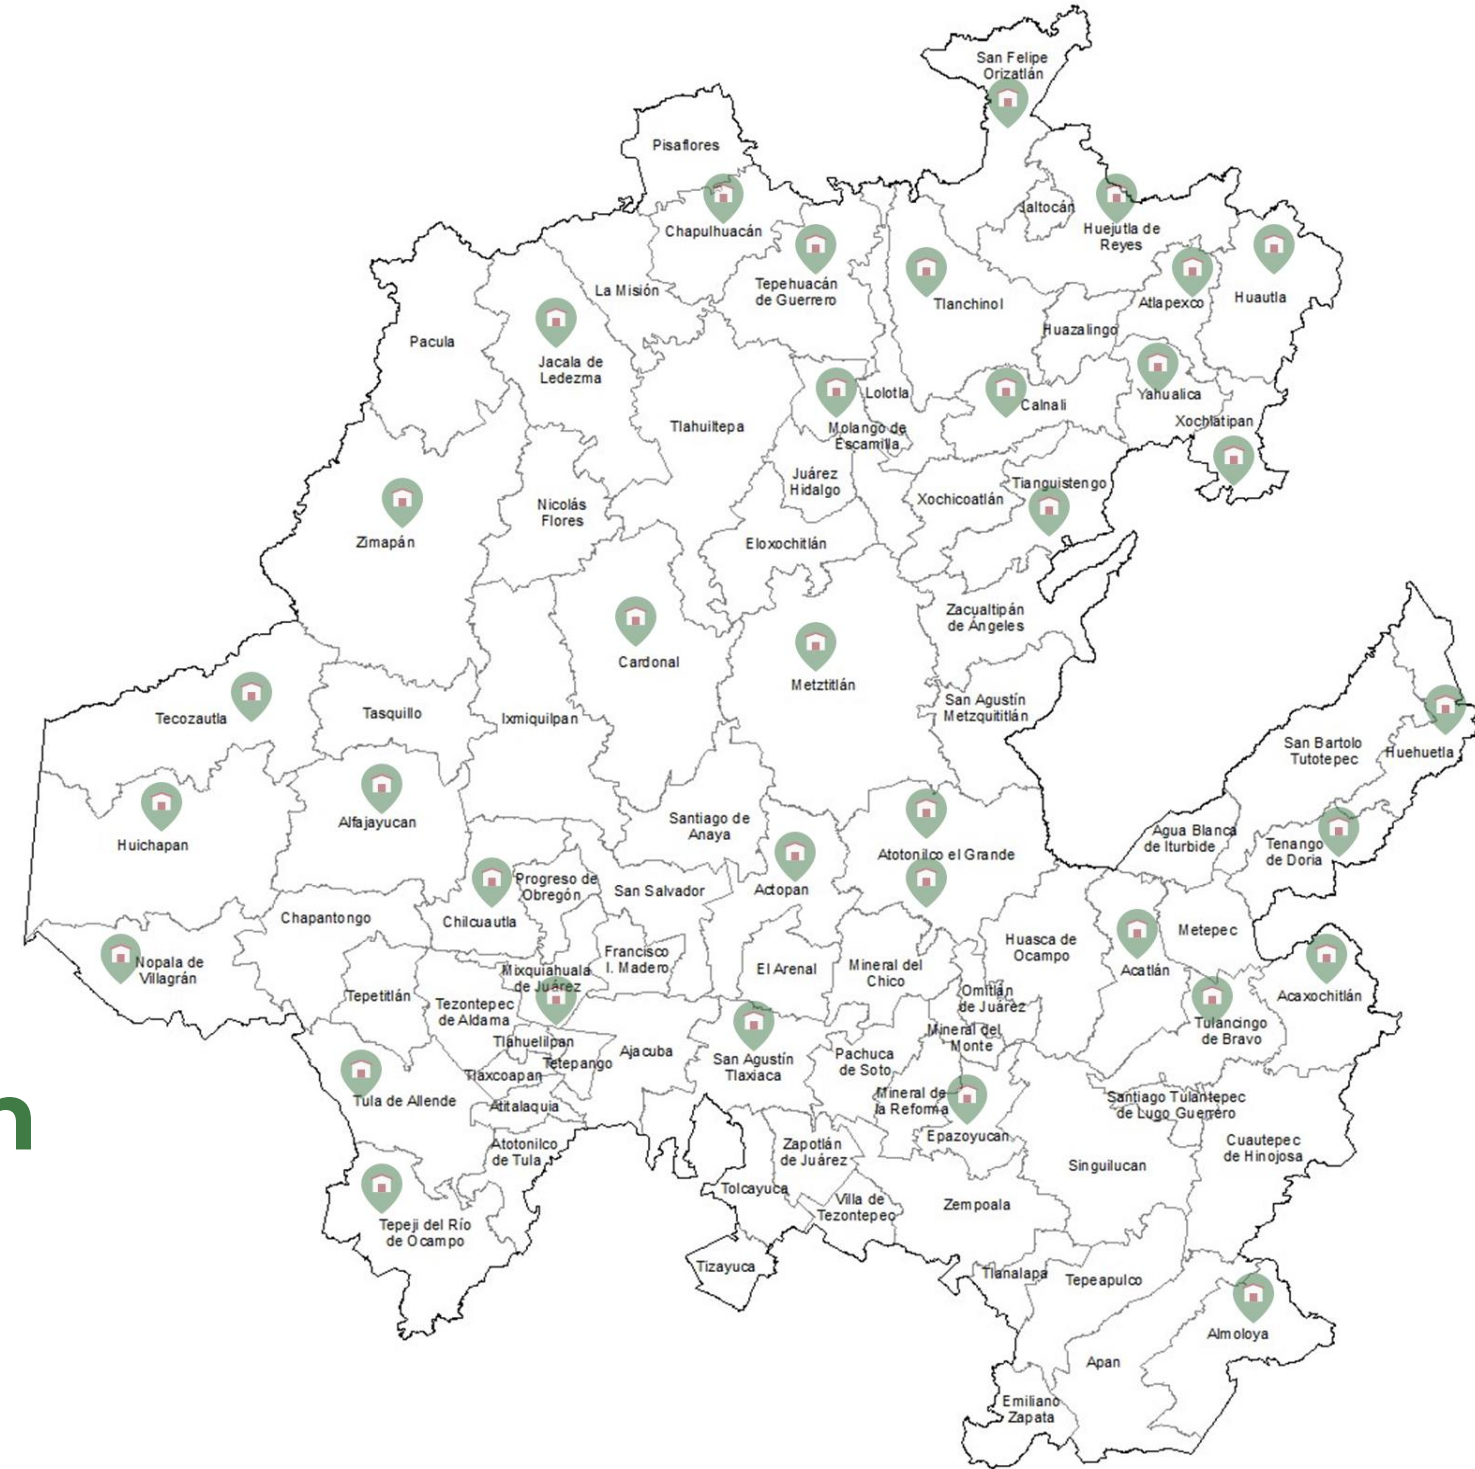 San Felipe
Orizatlán
Pisaflores
Jaltocán
Chapulhuacán
Huejutla de
Reyes
La Misión
Tepehuacán
de Guerrero
Tlanchinol
Atlapexco
Huautla
Huazalingo
Pacula
Jacala de
Ledezma
Lolotla
Calnali
Yahualica
Xochiatipan
Tlahuiltepa
Molango de
Escamilla
Juárez
Hidalgo
Tianguistengo
Xochicoatlán
Nicolás
Flores
Zimapán
Eloxochitlán
Zacualtipán
de Ángeles
Cardonal
Metztitlán
San Agustín
Metzquititlán
Tecozautla
Tasquillo
Ixmiquilpan
San Bartolo
Tutotepec
Huehuetla
Alfajayucan
Santiago de
Anaya
Huichapan
Agua Blanca
de Iturbide
Tenango
de Doria
Atotonilco el Grande
Progreso de
Obregón
San Salvador
Actopan
Chapantongo
Chilcuautla
Metepec
Huasca de
Ocampo
Nopala de
Villagrán
Francisco
I. Madero
El Arenal
Mineral del
Chico
Acatlán
Mixquiahuala
de Juárez
Tepetitlán
Omitlán
de Juárez
Acaxochitlán
Tezontepec
de Aldama
Tulancingo
de Bravo
Mineral del
Monte
Tlahuelilpan
Ajacuba
Tetepango
San Agustín
Tlaxiaca
Pachuca
de Soto
Tlaxcoapan
Tula de Allende
Atitalaquia
Mineral de
la Reforma
Santiago Tulantepec
de Lugo Guerrero
n
Epazoyucan
Atotonilco
de Tula
Zapotlán
de Juárez
Cuautepec
de Hinojosa
Singuilucan
Tolcayuca
Villa de
Tezontepec
Zempoala
Tepeji del Río
de Ocampo
Tizayuca
Tlanalapa
Tepeapulco
Almoloya
Apan
Emiliano
Zapata